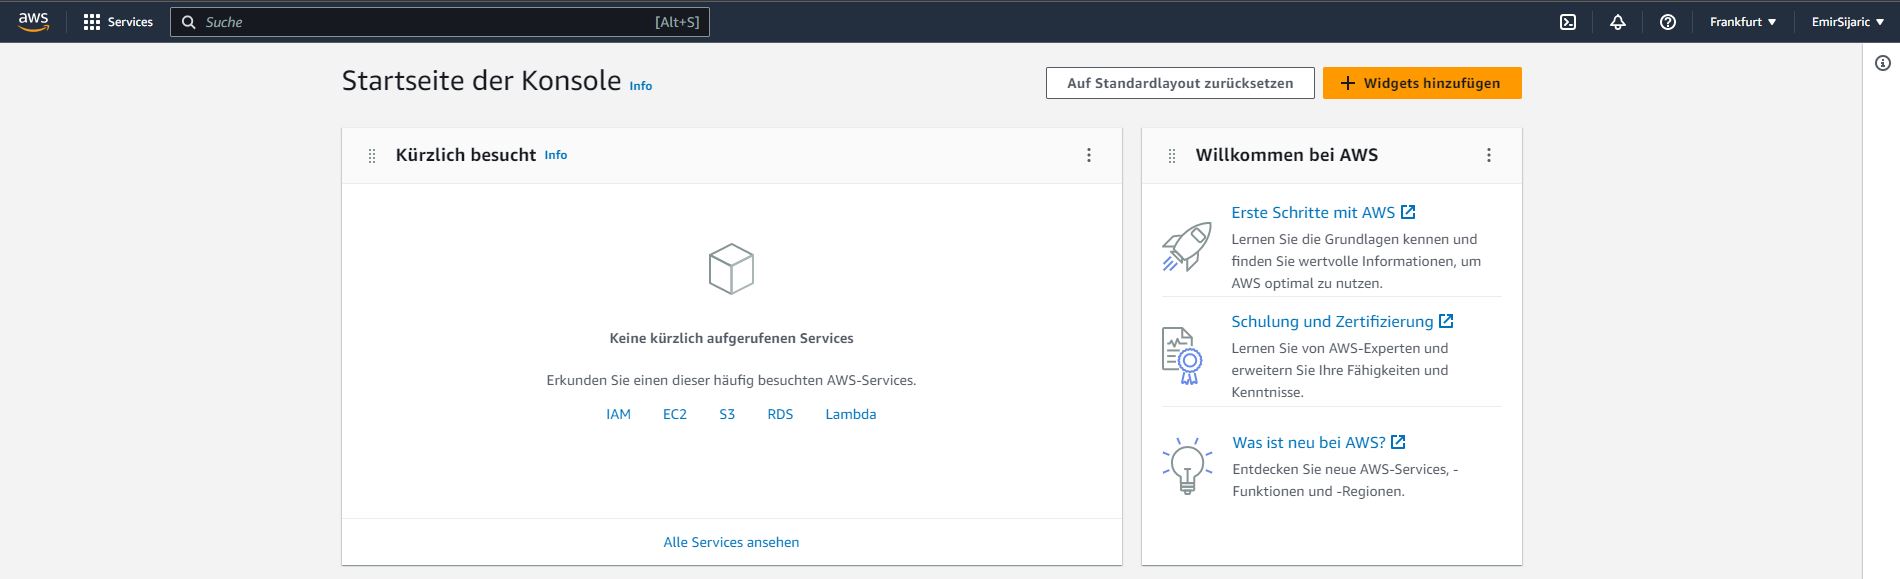 aws
Services
Suche
[Alt+S]
Frankfurt
EmirSijaric
Startseite der Konsole
Info
Auf Standardlayout zurücksetzen
Widgets hinzufügen
Kürzlich besucht
Info
Keine kürzlich aufgerufenen Services
Erkunden Sie einen dieser häufig besuchten AWS-Services.
IAM EC2 S3 RDS Lambda
Alle Services ansehen
Willkommen bei AWS
Erste Schritte mit AWS
Lernen Sie die Grundlagen kennen und
finden Sie wertvolle Informationen, um
AWS optimal zu nutzen.
Schulung und Zertifizierung
Lernen Sie von AWS-Experten und
erweitern Sie Ihre Fähigkeiten und
Kenntnisse.
Was ist neu bei AWS?
Entdecken Sie neue AWS-Services, -
Funktionen und -Regionen.